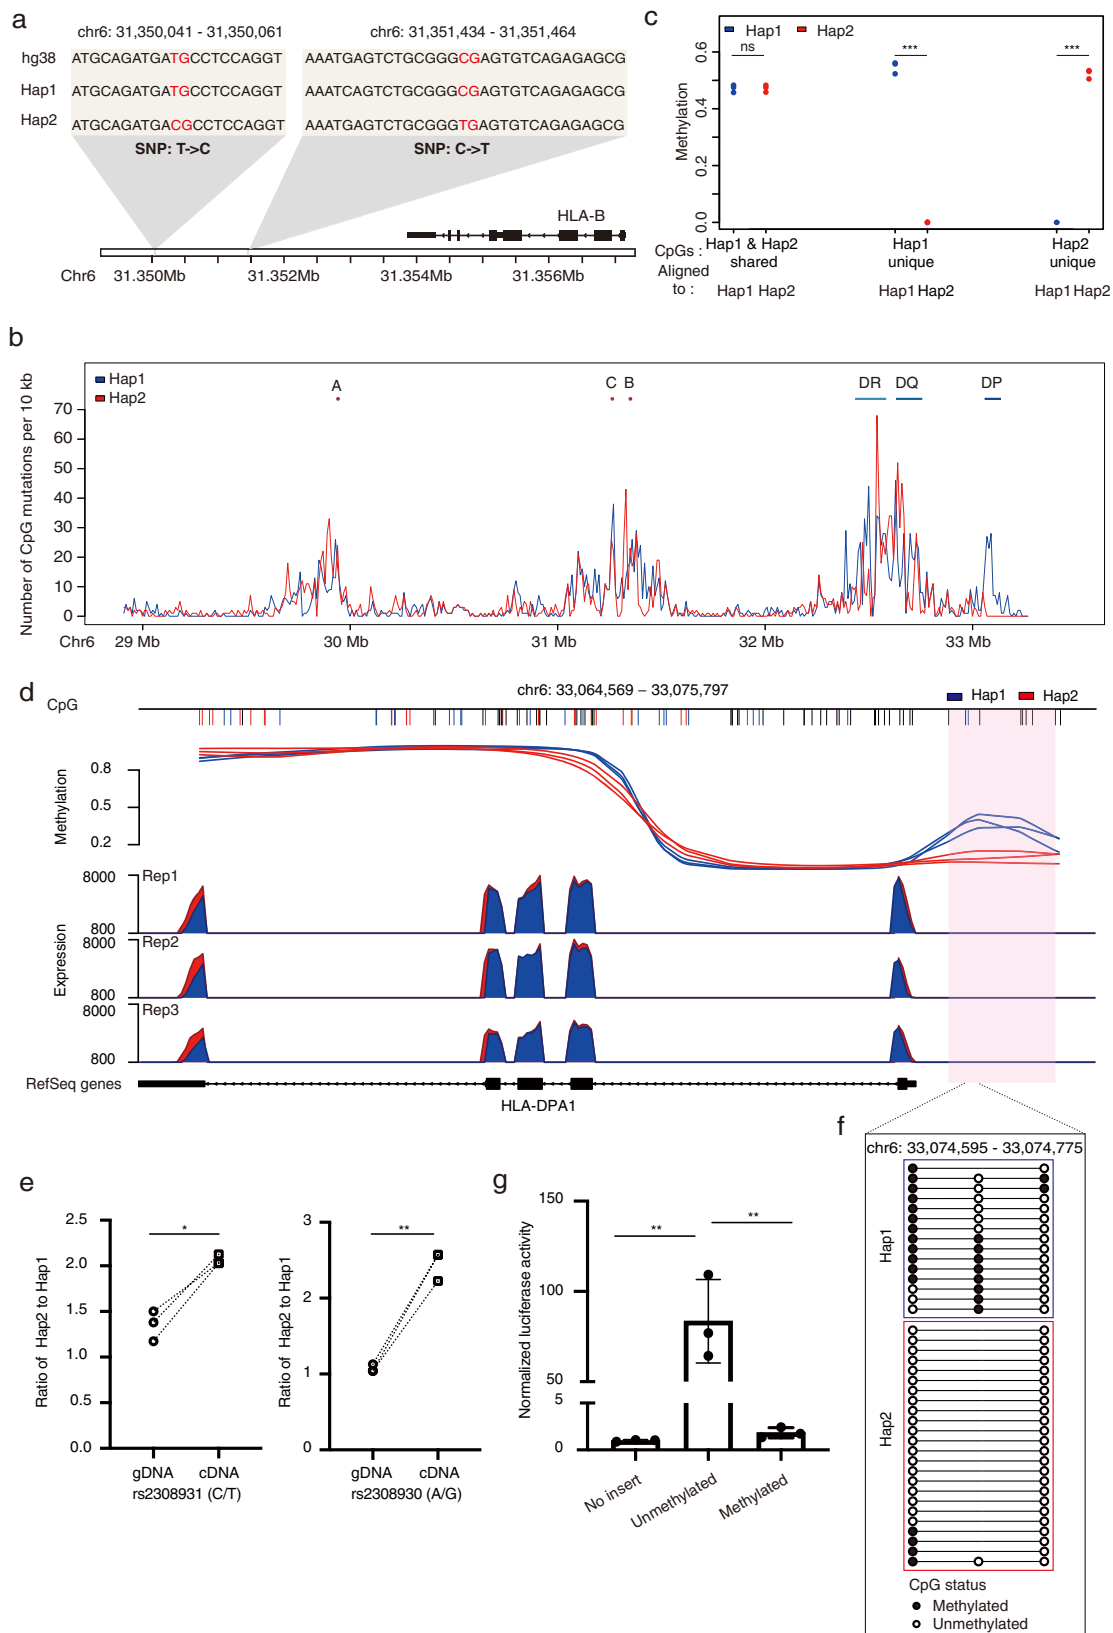 a
chr6: 31,350,041 - 31,350,061
chr6: 31,351,434 - 31,351,464
hg38
ATGCAGATGATGCCTCCAGGT
AAATGAGTCTGCGGGCGAGTGTCAGAGAGCG
Hap1
ATGCAGATGATGCCTCCAGGT
AAATCAGTCTGCGGGCGAGTGTCAGAGAGCG
Hap2
ATGCAGATGACGCCTCCAGGT
AAATGAGTCTGCGGGTGAGTGTCAGAGAGCG
SNP: T->C
SNP: C->T
HLA-B
Chr6
31.350Mb
31.352Mb
31.354Mb
31.356Mb
c
Hap1
Hap2
ns
***
***
Methylation
0.6
0.4
0.2
0.0
CpGs :
Hap1 & Hap2
shared
Hap1
unique
Hap2
unique
Aligned
to :
Hap1 Hap2
Hap1 Hap2
Hap1 Hap2
b
Hap1
Hap2
A
C
B
DR
DQ
DP
Number of CpG mutations per 10 kb
70
60
50
40
30
20
10
0
Chr6
29 Mb
30 Mb
31 Mb
32 Mb
33 Mb
d
chr6: 33,064,569 – 33,075,797
Hap1
Hap2
CpG
Methylation
0.8
0.5
0.2
Expression
8000
Rep1
800
8000
Rep2
800
8000
Rep3
800
RefSeq genes
HLA-DPA1
e
Ratio of Hap2 to Hap1
2.5
2.0
1.5
1.0
0.5
0.0
*
gDNA
cDNA
rs2308931 (C/T)
Ratio of Hap2 to Hap1
3
2
1
0
**
gDNA
cDNA
rs2308930 (A/G)
g
Normalized luciferase activity
150
100
50
5
0
**
**
No insert
Unmethylated
Methylated
f
chr6: 33,074,595 - 33,074,775
Hap1
Hap2
CpG status
Methylated
Unmethylated